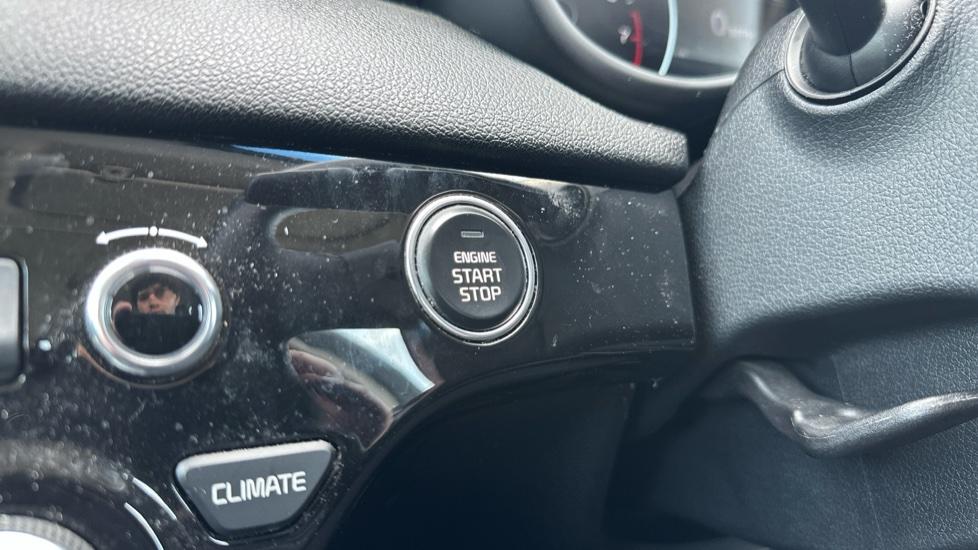 ENGINE
START
STOP
CLIMATE